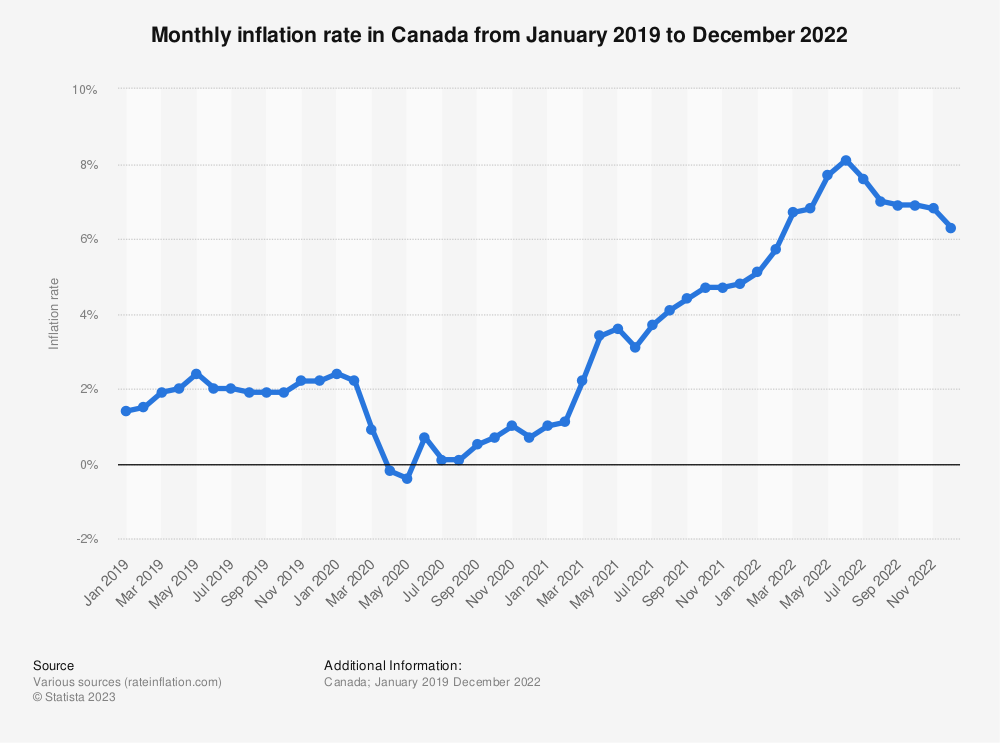 Monthly inflation rate in Canada from January 2019 to December 2022
10%
8%
6%
4%
2%
0%
-2%
Inflation rate
Jan 2019
Mar 2019
May 2019
Jul 2019
Sep 2019
Nov 2019
Jan 2020
Mar 2020
May 2020
Jul 2020
Sep 2020
Nov 2020
Jan 2021
Mar 2021
May 2021
Jul 2021
Sep 2021
Nov 2021
Jan 2022
Mar 2022
May 2022
Jul 2022
Sep 2022
Nov 2022
Source
Various sources (rateinflation.com)
© Statista 2023
Additional Information:
Canada; January 2019 December 2022